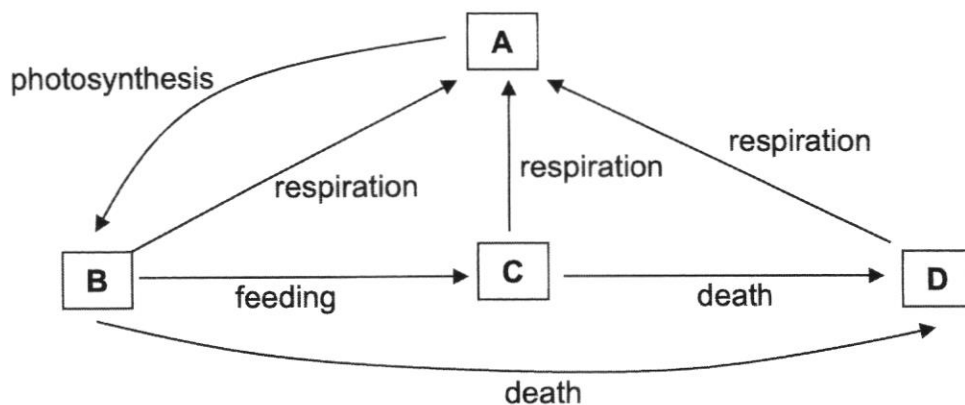 A
photosynthesis
respiration
respiration
respiration
B
C
D
feeding
death
death